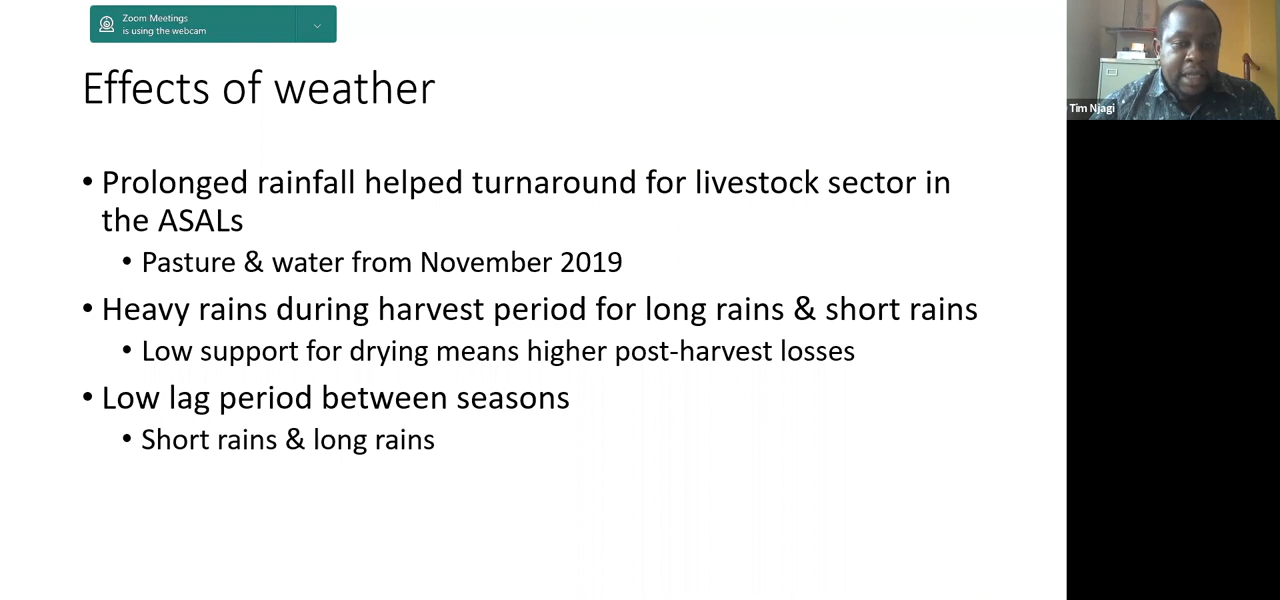 Zoom Meetings
is using the webcam
Effects of weather
• Prolonged rainfall helped turnaround for livestock sector in
the ASALs
• Pasture & water from November 2019
• Heavy rains during harvest period for long rains & short rains
• Low support for drying means higher post-harvest losses
• Low lag period between seasons
• Short rains & long rains
Tim Njagi